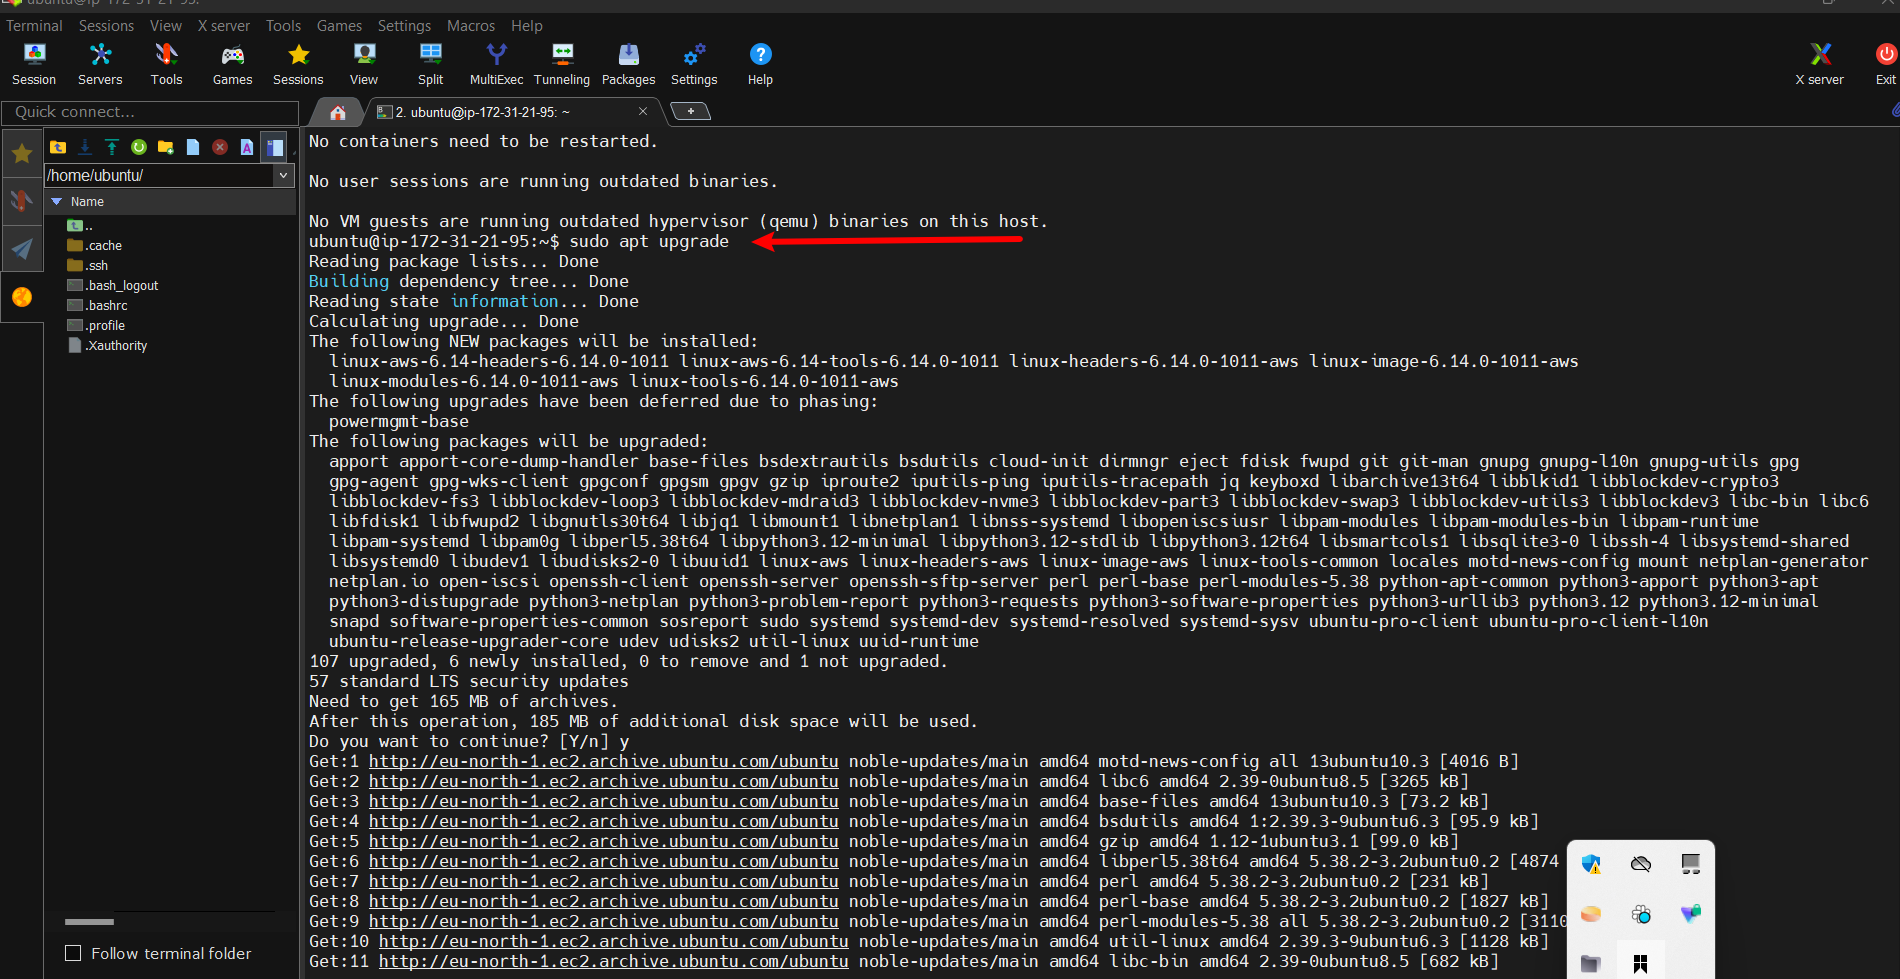 ubuntu@ip-172-31-21-95:
Terminal Sessions View X server Tools Games Settings Macros Help
Session Servers Tools Games Sessions View Split MultiExec Tunneling Packages Settings Help X server Exit
Quick connect...
2. ubuntu@ip-172-31-21-95: ~
/home/ubuntu/
Name
..
.cache
.ssh
.bash_logout
.bashrc
.profile
.Xauthority
Follow terminal folder
No containers need to be restarted.
No user sessions are running outdated binaries.
No VM guests are running outdated hypervisor (qemu) binaries on this host.
ubuntu@ip-172-31-21-95:~$ sudo apt upgrade
Reading package lists... Done
Building dependency tree... Done
Reading state information... Done
Calculating upgrade... Done
The following NEW packages will be installed:
linux-aws-6.14-headers-6.14.0-1011 linux-aws-6.14-tools-6.14.0-1011 linux-headers-6.14.0-1011-aws linux-image-6.14.0-1011-aws
linux-modules-6.14.0-1011-aws linux-tools-6.14.0-1011-aws
The following upgrades have been deferred due to phasing:
powermgmt-base
The following packages will be upgraded:
apport apport-core-dump-handler base-files bsdextrautils bsdutils cloud-init dirmngr eject fdisk fwupd git git-man gnupg gnupg-l10n gnupg-utils gpg
gpg-agent gpg-wks-client gpgconf gpgsm gpgv gzip iproute2 iputils-ping iputils-tracepath jq keyboxd libarchive13t64 libblkid1 libblockdev-crypto3
libblockdev-fs3 libblockdev-loop3 libblockdev-mdraid3 libblockdev-nvme3 libblockdev-part3 libblockdev-swap3 libblockdev-utils3 libblockdev3 libc-bin libc6
libfdisk1 libfwupd2 libgnutls30t64 libjq1 libmount1 libnetplan1 libnss-systemd libopeniscsiusr libpam-modules libpam-modules-bin libpam-runtime
libpam-systemd libpam0g libperl5.38t64 libpython3.12-minimal libpython3.12-stdlib libpython3.12t64 libsmartcols1 libsqlite3-0 libssh-4 libsystemd-shared
libsystemd0 libudev1 libudisks2-0 libuuid1 linux-aws linux-headers-aws linux-image-aws linux-tools-common locales motd-news-config mount netplan-generator
netplan.io open-iscsi openssh-client openssh-server openssh-sftp-server perl perl-base perl-modules-5.38 python-apt-common python3-apport python3-apt
python3-distupgrade python3-netplan python3-problem-report python3-requests python3-software-properties python3-urllib3 python3.12 python3.12-minimal
snapd software-properties-common sosreport sudo systemd systemd-dev systemd-resolved systemd-sysv ubuntu-pro-client ubuntu-pro-client-l10n
ubuntu-release-upgrader-core udev udisks2 util-linux uuid-runtime
107 upgraded, 6 newly installed, 0 to remove and 1 not upgraded.
57 standard LTS security updates
Need to get 165 MB of archives.
After this operation, 185 MB of additional disk space will be used.
Do you want to continue? [Y/n] y
Get:1 http://eu-north-1.ec2.archive.ubuntu.com/ubuntu noble-updates/main amd64 motd-news-config all 13ubuntu10.3 [4016 B]
Get:2 http://eu-north-1.ec2.archive.ubuntu.com/ubuntu noble-updates/main amd64 libc6 amd64 2.39-0ubuntu8.5 [3265 kB]
Get:3 http://eu-north-1.ec2.archive.ubuntu.com/ubuntu noble-updates/main amd64 base-files amd64 13ubuntu10.3 [73.2 kB]
Get:4 http://eu-north-1.ec2.archive.ubuntu.com/ubuntu noble-updates/main amd64 bsdutils amd64 1:2.39.3-9ubuntu6.3 [95.9 kB]
Get:5 http://eu-north-1.ec2.archive.ubuntu.com/ubuntu noble-updates/main amd64 gzip amd64 1.12-1ubuntu3.1 [99.0 kB]
Get:6 http://eu-north-1.ec2.archive.ubuntu.com/ubuntu noble-updates/main amd64 libperl5.38t64 amd64 5.38.2-3.2ubuntu0.2 [4874
Get:7 http://eu-north-1.ec2.archive.ubuntu.com/ubuntu noble-updates/main amd64 perl amd64 5.38.2-3.2ubuntu0.2 [231 kB]
Get:8 http://eu-north-1.ec2.archive.ubuntu.com/ubuntu noble-updates/main amd64 perl-base amd64 5.38.2-3.2ubuntu0.2 [1827 kB]
Get:9 http://eu-north-1.ec2.archive.ubuntu.com/ubuntu noble-updates/main amd64 perl-modules-5.38 all 5.38.2-3.2ubuntu0.2 [3110
Get:10 http://eu-north-1.ec2.archive.ubuntu.com/ubuntu noble-updates/main amd64 util-linux amd64 2.39.3-9ubuntu6.3 [1128 kB]
Get:11 http://eu-north-1.ec2.archive.ubuntu.com/ubuntu noble-updates/main amd64 libc-bin amd64 2.39-0ubuntu8.5 [682 kB]